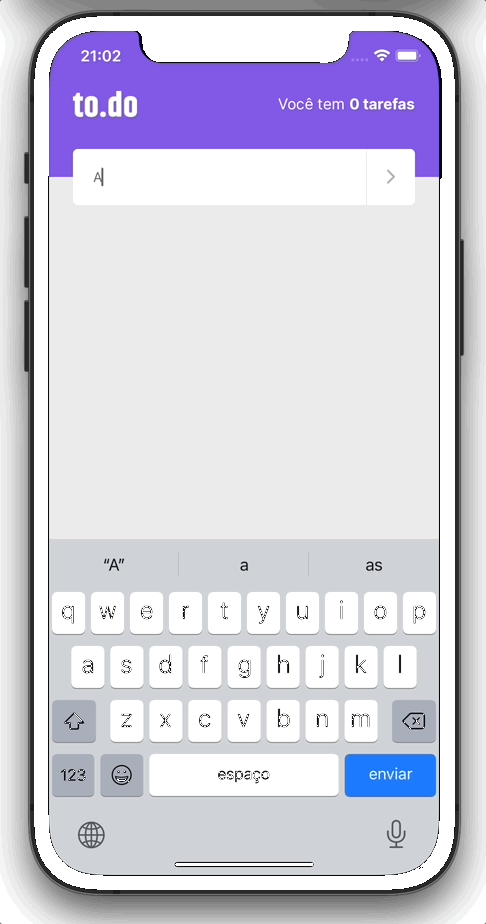 21:02
to.do
Você tem 0 tarefas
A
“A” a as
q w e r t y u i o p
a s d f g h j k l
z x c v b n m
123 espaço enviar